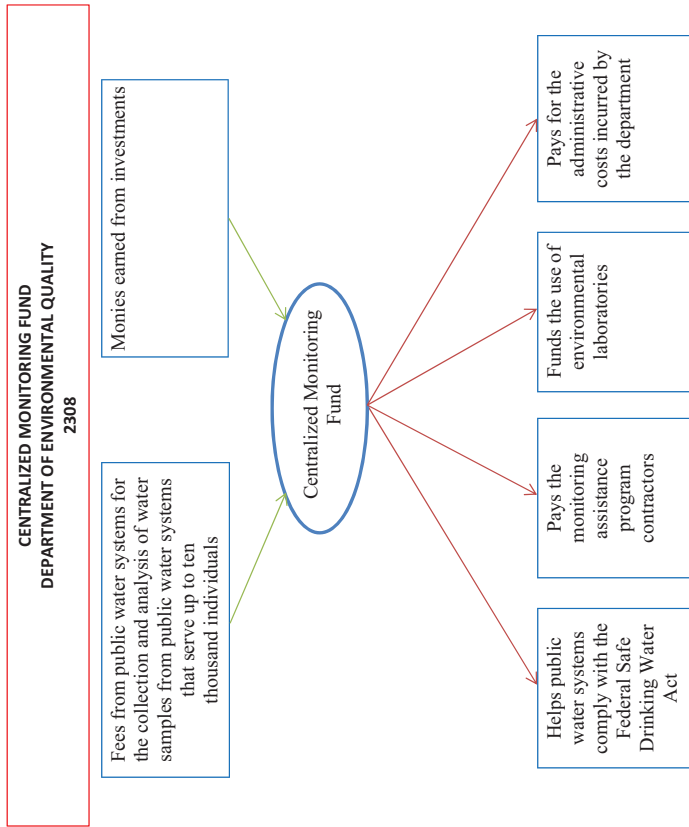 CENTRALIZED MONITORING FUND
DEPARTMENT OF ENVIRONMENTAL QUALITY
2308
Fees from public water systems for
the collection and analysis of water
samples from public water systems
that serve up to ten
thousand individuals
Monies earned from investments
Centralized Monitoring
Fund
Helps public
water systems
comply with the
Federal Safe
Drinking Water
Act
Pays the
monitoring
assistance
program
contractors
Funds the use of
environmental
laboratories
Pays for the
administrative
costs incurred by
the department